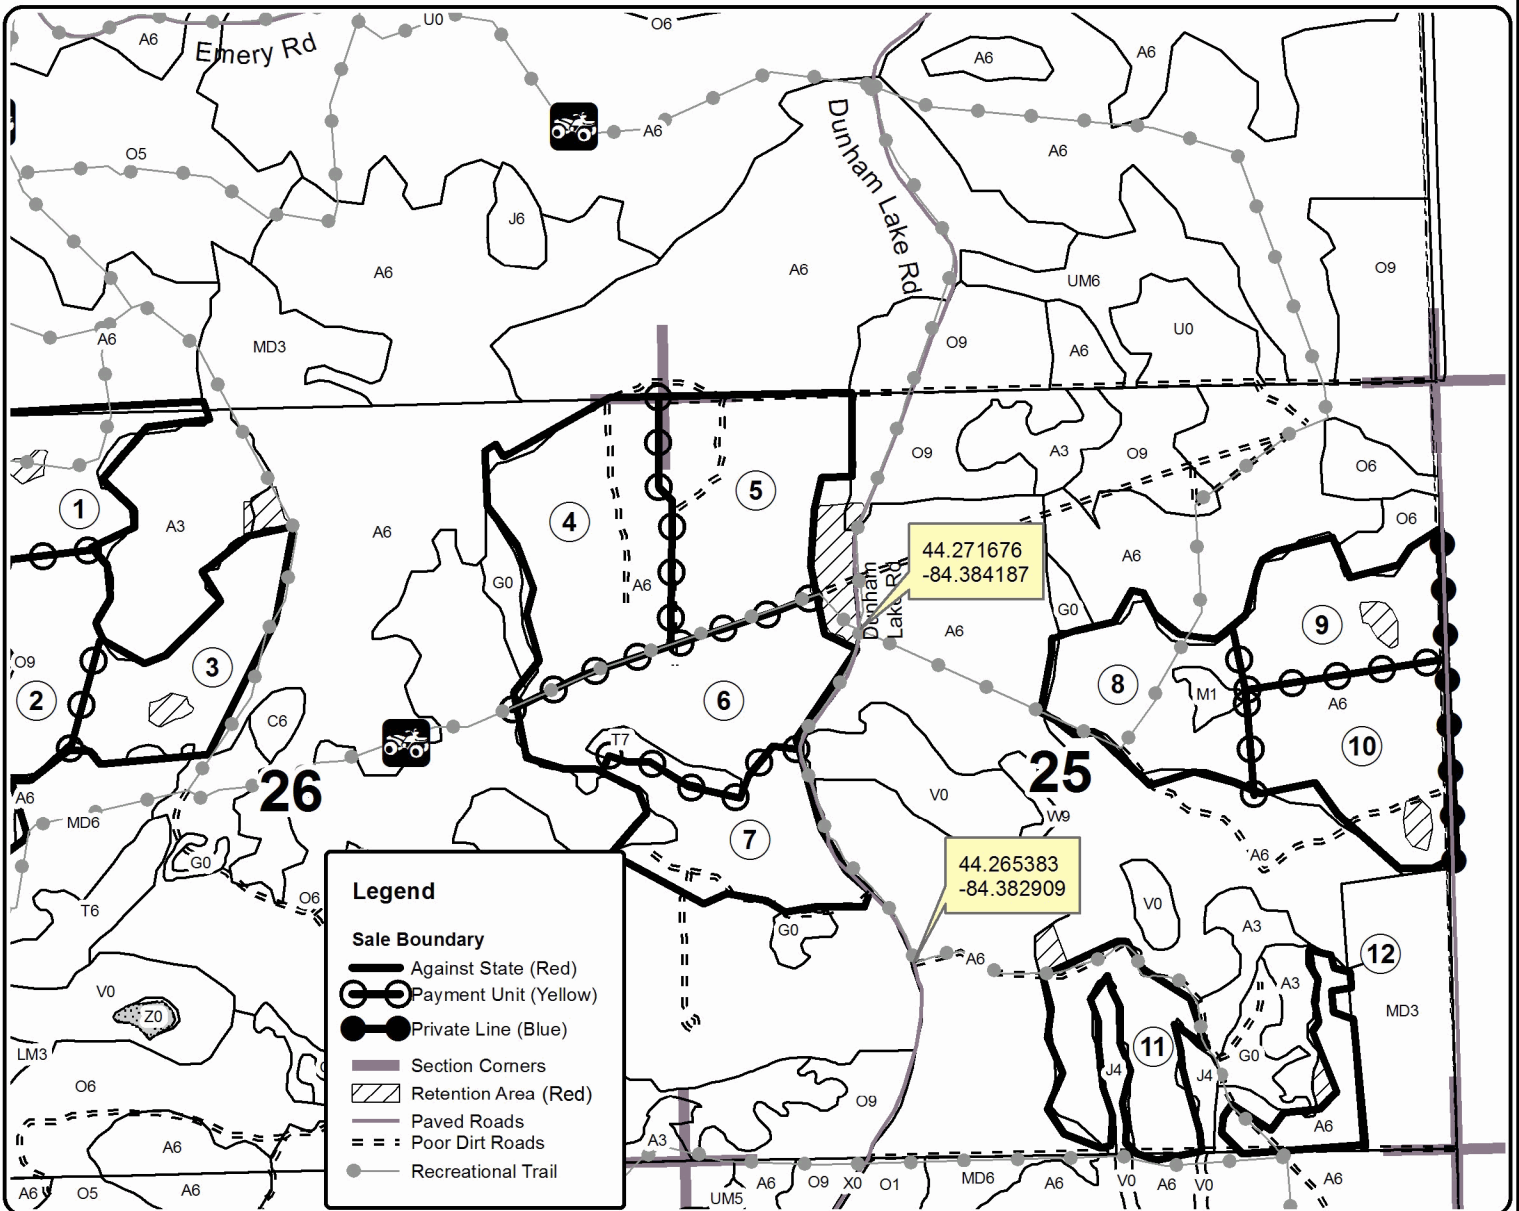 U0
O6
A6
Emery Rd
A6
A6
A6
Dunham Lake Rd
O5
A6
J6
A6
A6
UM6
O9
U0
A6
MD3
O9
A6
O9
A3
O9
O6
5
1
4
A3
A6
O6
44.271676
-84.384187
A6
G0
A6
Dunham
Lake Rd
G0
A6
9
O9
3
2
8
M1
6
A6
C6
T7
10
26
25
A6
V0
MD6
W9
7
A6
G0
44.265383
-84.382909
Legend
O6
T6
V0
A3
G0
Sale Boundary
A6
12
Against State (Red)
A3
V0
Payment Unit (Yellow)
MD3
Z0
Private Line (Blue)
LM3
11
G0
Section Corners
J4
J4
O6
Retention Area (Red)
O9
Paved Roads
A6
A3
Poor Dirt Roads
A6
Recreational Trail
A6
O5
A6
UM5
A6
O9
X0
O1
MD6
A6
V0
A6
V0
A6